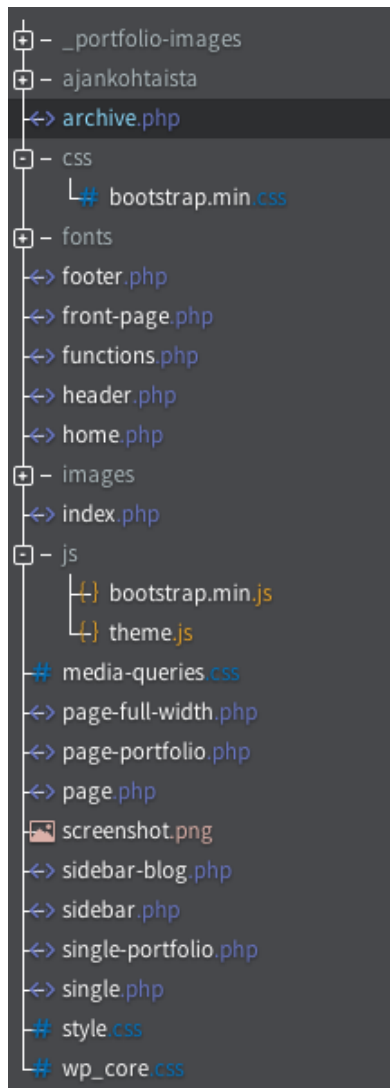 _portfolio-images
ajankohtaista
archive.php
css
bootstrap.min.css
fonts
footer.php
front-page.php
functions.php
header.php
home.php
images
index.php
js
bootstrap.min.js
theme.js
media-queries.css
page-full-width.php
page-portfolio.php
page.php
screenshot.png
sidebar-blog.php
sidebar.php
single-portfolio.php
single.php
style.css
wp_core.css